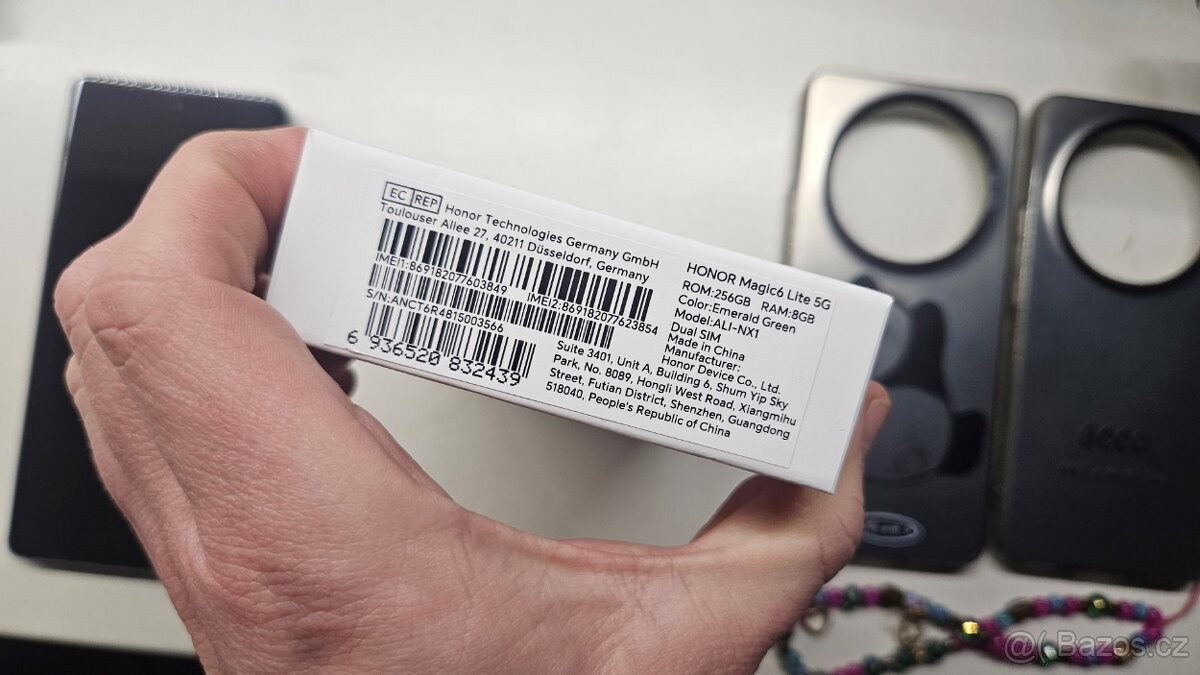 EC REP Honor Technologies Germany GmbH
Toulouser Allee 27, 40211 Düsseldorf, Germany
IMEI1:869182077603849 IMEI2:869182077623854
S/N:ANCT6R4815003566
6 936520 832439
HONOR Magic6 Lite 5G
ROM:256GB RAM:8GB
Color:Emerald Green
Model:ALI-NX1
Dual SIM
Made in China
Manufacturer:
Honor Device Co., Ltd.
Suite 3401, Unit A, Building 6, Shum Yip Sky
Park, No. 8089, Hongli West Road, Xiangmihu
Street, Futian District, Shenzhen, Guangdong
518040, People's Republic of China
Bazos.cz